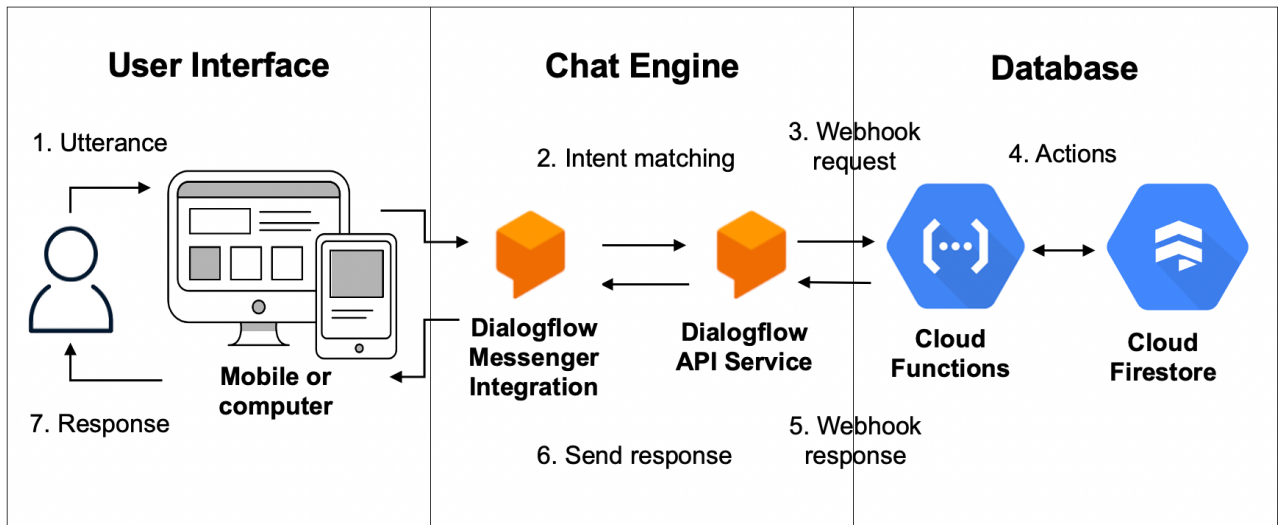 User Interface
Chat Engine
Database
1. Utterance
2. Intent matching
3. Webhook
request
4. Actions
Mobile or
computer
Dialogflow
Messenger
Integration
Dialogflow
API Service
Cloud
Functions
Cloud
Firestore
7. Response
6. Send response
5. Webhook
response